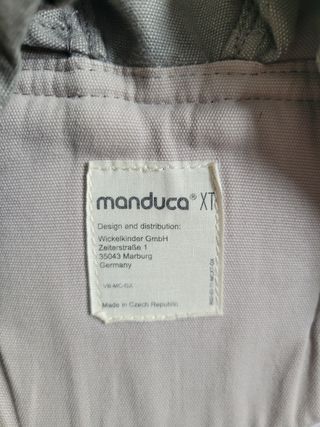 manduca® XT
Design and distribution:
Wickelkinder GmbH
Zeiterstraße 1
35043 Marburg
Germany
Made in Czech Republic